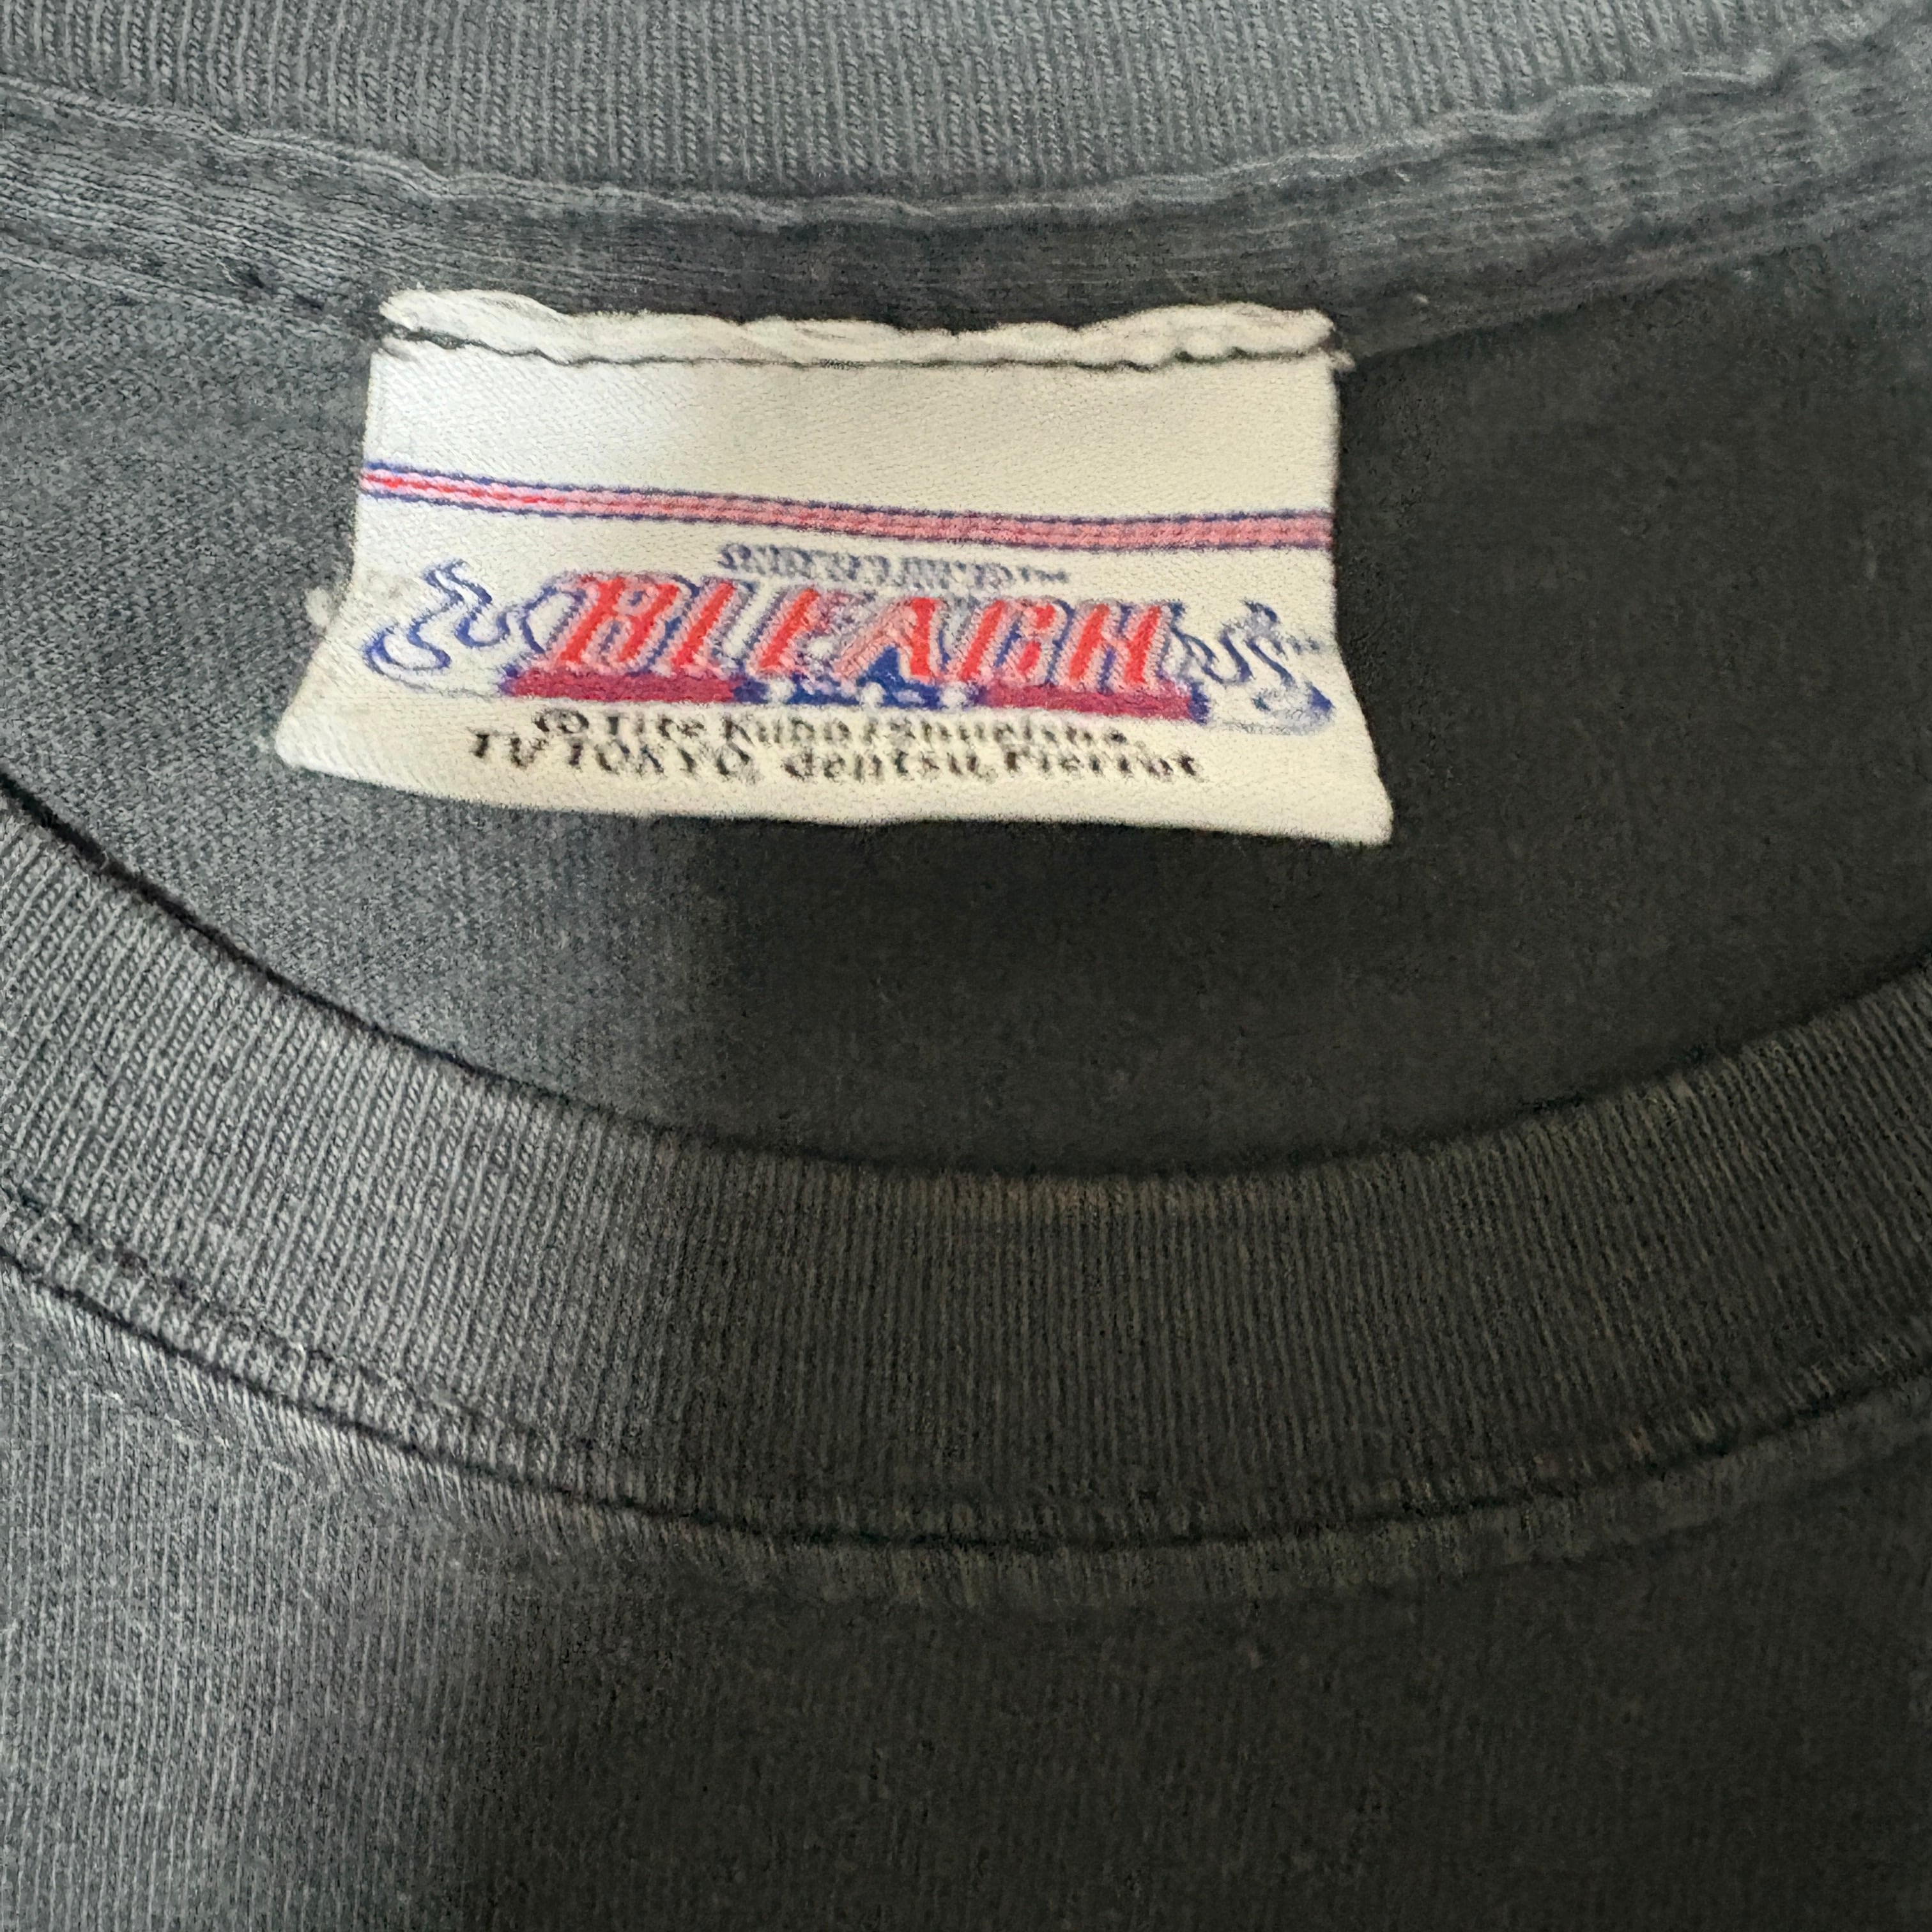 BLEACH
© Tite Kubo / Shueisha,
TV TOKYO, dentsu, Pierrot